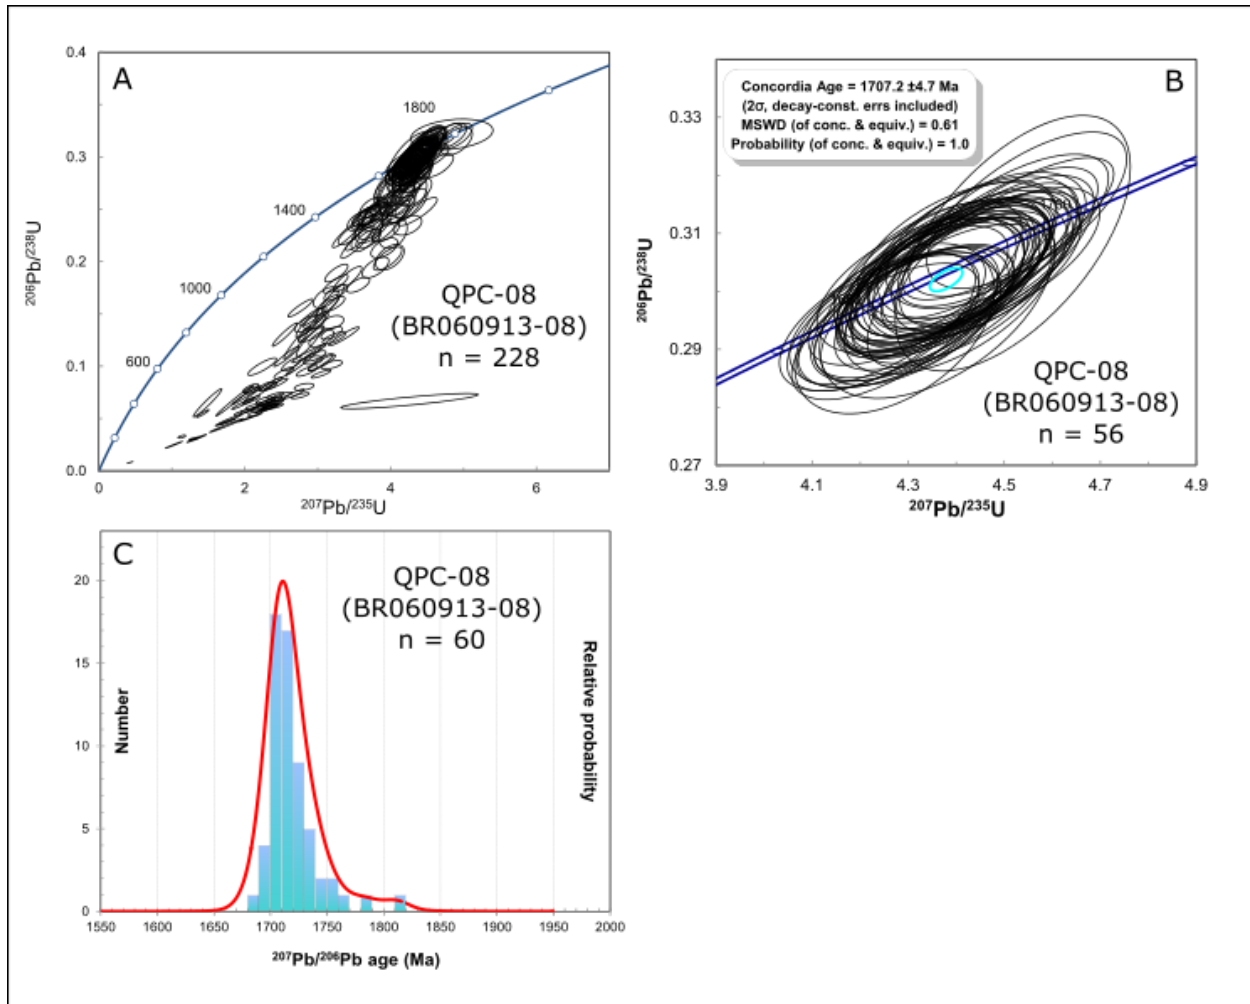 A
0.4
0.3
0.2
0.1
0.0
²⁰⁶Pb/²³⁸U
600
1000
1400
1800
QPC-08
(BR060913-08)
n = 228
0
2
4
6
²⁰⁷Pb/²³⁵U
B
Concordia Age = 1707.2 ±4.7 Ma
(2σ, decay-const. errs included)
MSWD (of conc. & equiv.) = 0.61
Probability (of conc. & equiv.) = 1.0
0.33
0.31
0.29
0.27
²⁰⁶Pb/²³⁸U
QPC-08
(BR060913-08)
n = 56
3.9
4.1
4.3
4.5
4.7
4.9
²⁰⁷Pb/²³⁵U
C
QPC-08
(BR060913-08)
n = 60
20
15
10
5
0
Number
Relative probability
1550
1600
1650
1700
1750
1800
1850
1900
1950
2000
²⁰⁷Pb/²⁰⁶Pb age (Ma)